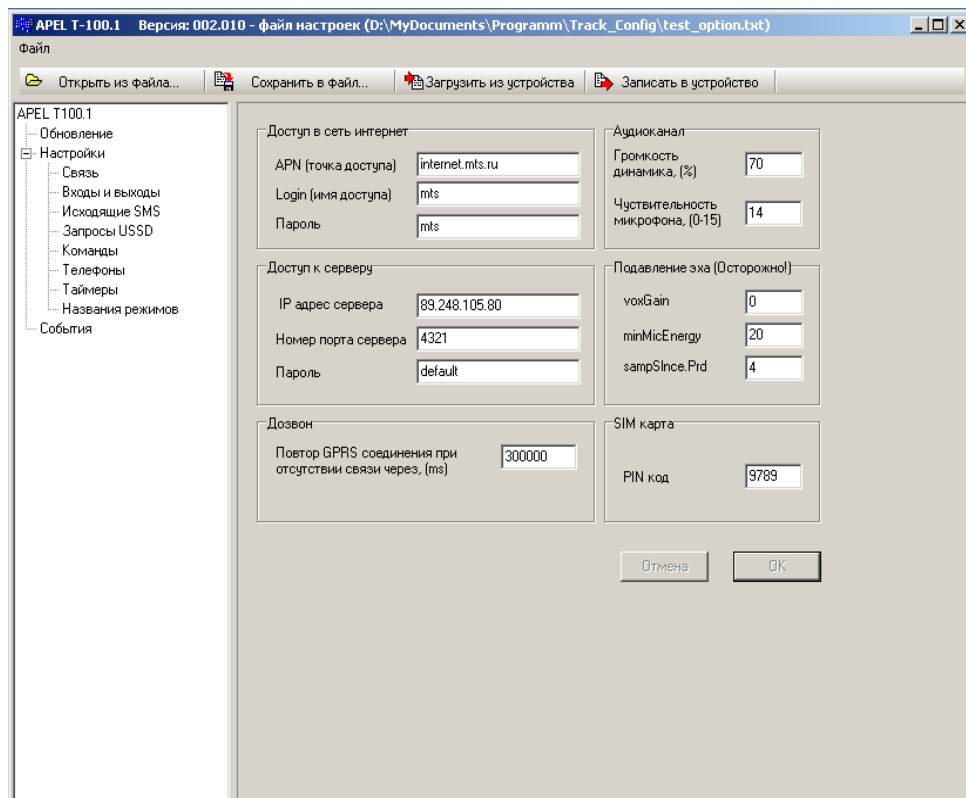 APEL T-100.1 Версия: 002.010 - файл настроек (D:\MyDocuments\Programm\Track_Config\test_option.txt)
Файл
Открыть из файла... Сохранить в файл... Загрузить из устройства Записать в устройство
APEL T100.1
Обновление
Настройки
Связь
Входы и выходы
Исходящие SMS
Запросы USSD
Команды
Телефоны
Таймеры
Названия режимов
События
Доступ в сеть интернет
APN (точка доступа) internet.mts.ru
Login (имя доступа) mts
Пароль mts
Доступ к серверу
IP адрес сервера 89.248.105.80
Номер порта сервера 4321
Пароль default
Дозвон
Повтор GPRS соединения при
отсутствии связи через, (ms) 300000
Аудиоканал
Громкость
динамика, (%) 70
Чуствительность
микрофона, (0-15) 14
Подавление эха (Осторожно!)
voxGain 0
minMicEnergy 20
sampSInce.Prd 4
SIM карта
PIN код 9789
Отмена OK